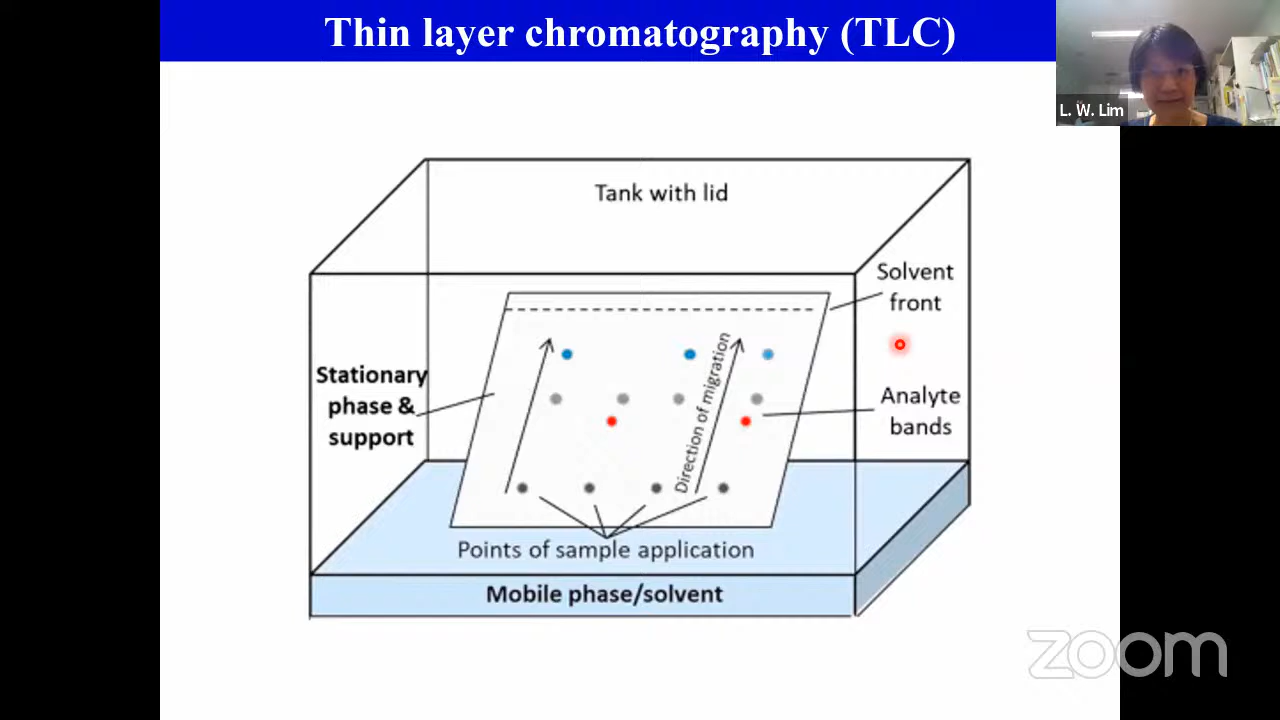 Thin layer chromatography (TLC)
L. W. Lim
Tank with lid
Solvent
front
Stationary
phase &
support
Direction of migration
Analyte
bands
Points of sample application
Mobile phase/solvent
zoom